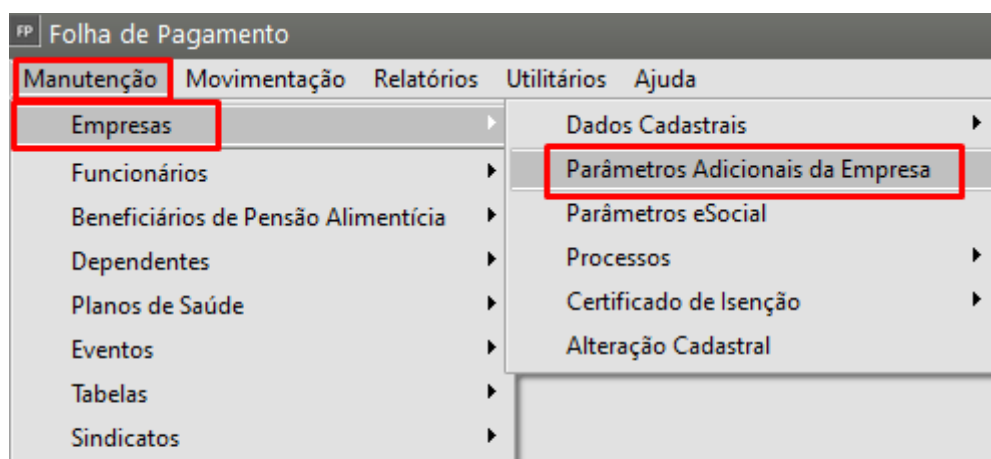 FP Folha de Pagamento
Manutenção Movimentação Relatórios Utilitários Ajuda
Empresas
Funcionários
Beneficiários de Pensão Alimentícia
Dependentes
Planos de Saúde
Eventos
Tabelas
Sindicatos
Dados Cadastrais
Parâmetros Adicionais da Empresa
Parâmetros eSocial
Processos
Certificado de Isenção
Alteração Cadastral